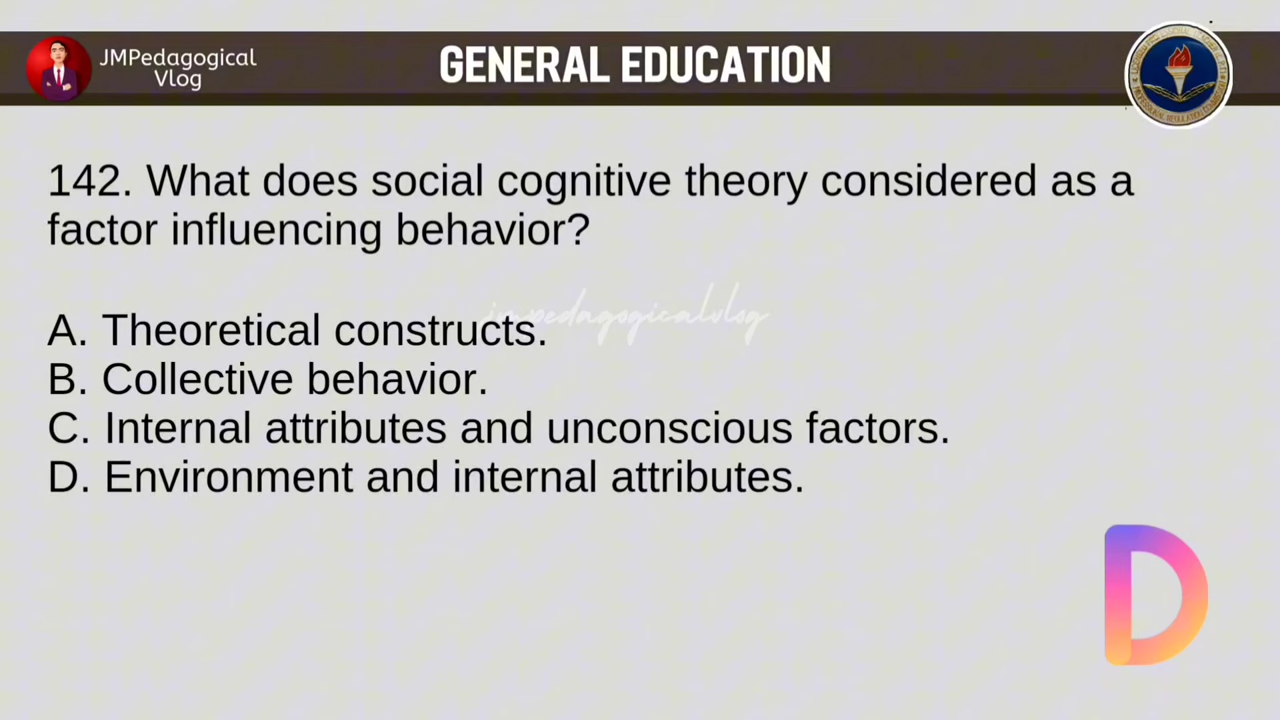 JMPedagogical
Vlog
GENERAL EDUCATION
142. What does social cognitive theory considered as a
factor influencing behavior?
jmpedagogicalvlog
A. Theoretical constructs.
B. Collective behavior.
C. Internal attributes and unconscious factors.
D. Environment and internal attributes.
D